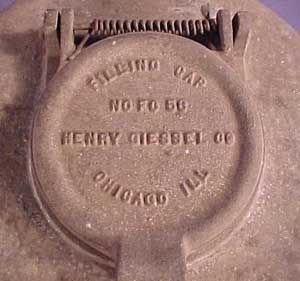 FILLING CAP
NO FC 56
HENRY GIESSEL CO
CHICAGO ILL